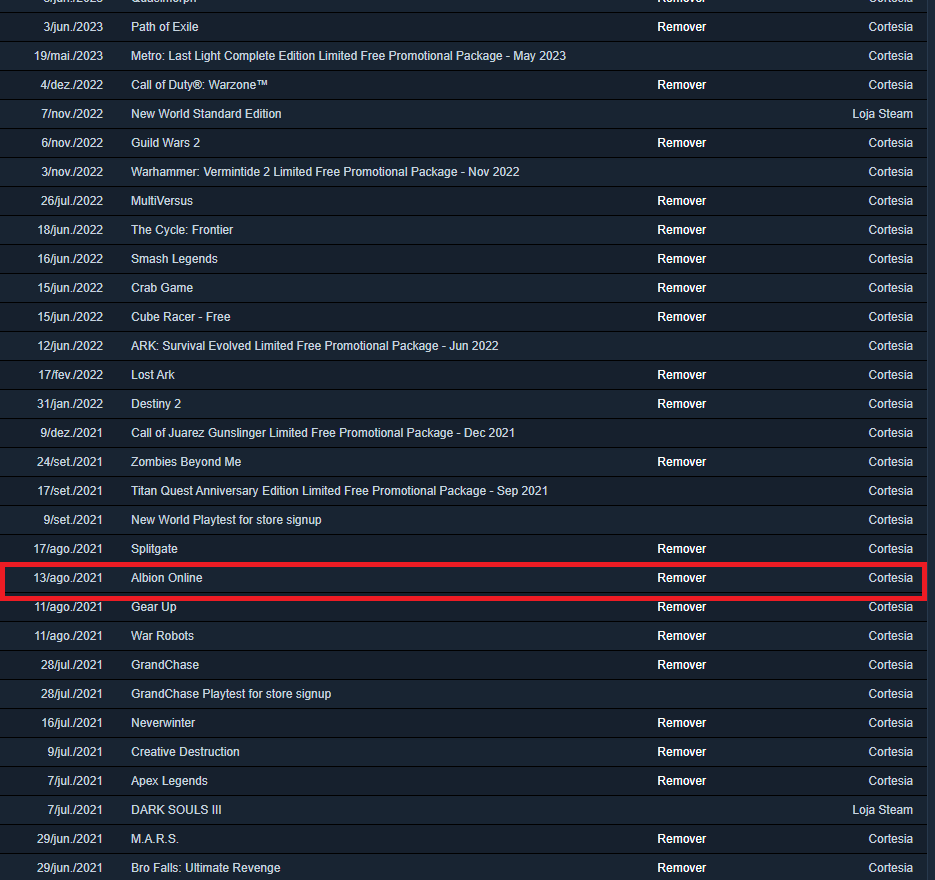 3/jun./2023 Path of Exile Remover Cortesia
19/mai./2023 Metro: Last Light Complete Edition Limited Free Promotional Package - May 2023 Cortesia
4/dez./2022 Call of Duty®: Warzone™ Remover Cortesia
7/nov./2022 New World Standard Edition Loja Steam
6/nov./2022 Guild Wars 2 Remover Cortesia
3/nov./2022 Warhammer: Vermintide 2 Limited Free Promotional Package - Nov 2022 Cortesia
26/jul./2022 MultiVersus Remover Cortesia
18/jun./2022 The Cycle: Frontier Remover Cortesia
16/jun./2022 Smash Legends Remover Cortesia
15/jun./2022 Crab Game Remover Cortesia
15/jun./2022 Cube Racer - Free Remover Cortesia
12/jun./2022 ARK: Survival Evolved Limited Free Promotional Package - Jun 2022 Cortesia
17/fev./2022 Lost Ark Remover Cortesia
31/jan./2022 Destiny 2 Remover Cortesia
9/dez./2021 Call of Juarez Gunslinger Limited Free Promotional Package - Dec 2021 Cortesia
24/set./2021 Zombies Beyond Me Remover Cortesia
17/set./2021 Titan Quest Anniversary Edition Limited Free Promotional Package - Sep 2021 Cortesia
9/set./2021 New World Playtest for store signup Cortesia
17/ago./2021 Splitgate Remover Cortesia
13/ago./2021 Albion Online Remover Cortesia
11/ago./2021 Gear Up Remover Cortesia
11/ago./2021 War Robots Remover Cortesia
28/jul./2021 GrandChase Remover Cortesia
28/jul./2021 GrandChase Playtest for store signup Cortesia
16/jul./2021 Neverwinter Remover Cortesia
9/jul./2021 Creative Destruction Remover Cortesia
7/jul./2021 Apex Legends Remover Cortesia
7/jul./2021 DARK SOULS III Loja Steam
29/jun./2021 M.A.R.S. Remover Cortesia
29/jun./2021 Bro Falls: Ultimate Revenge Remover Cortesia